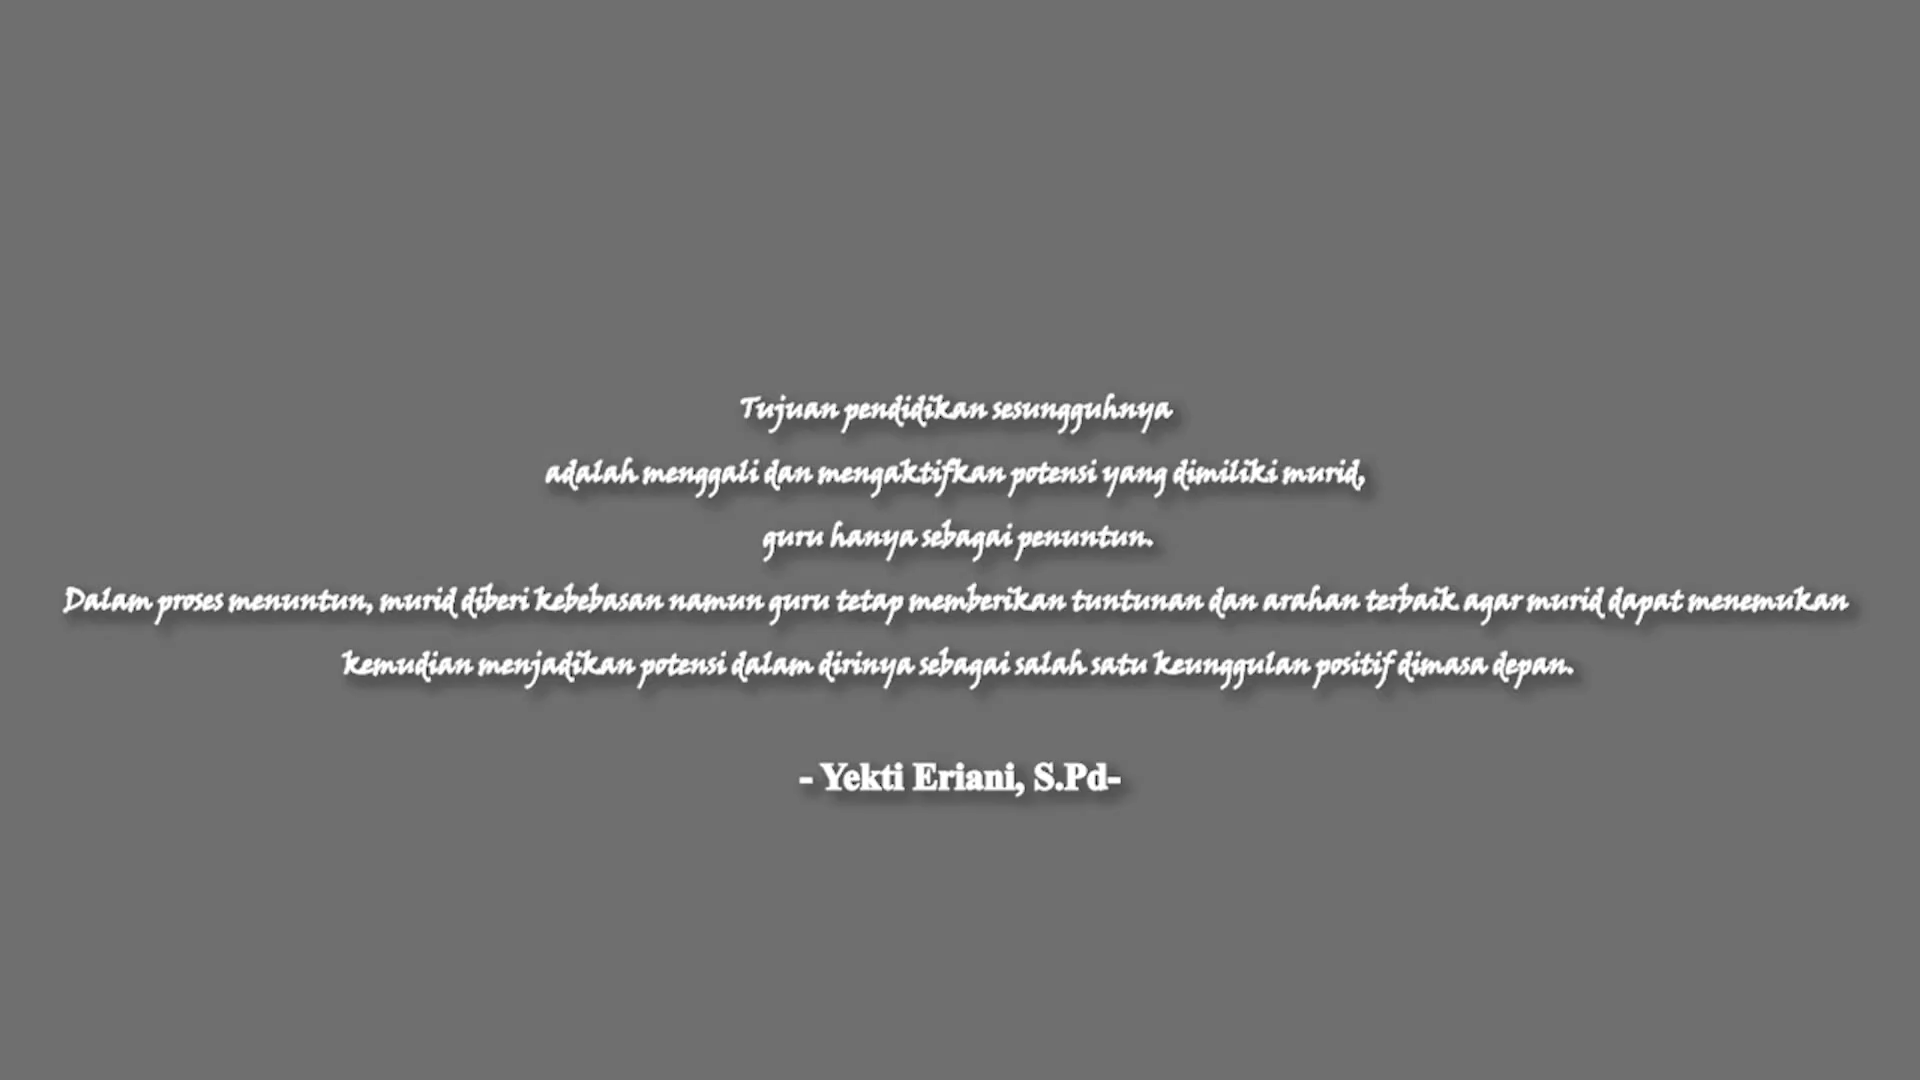 Tujuan pendidikan sesungguhnya
adalah menggali dan mengaktifkan potensi yang dimiliki murid,
guru hanya sebagai penuntun.
Dalam proses menuntun, murid diberi kebebasan namun guru tetap memberikan tuntunan dan arahan terbaik agar murid dapat menemukan
kemudian menjadikan potensi dalam dirinya sebagai salah satu keunggulan positif dimasa depan.
- Yekti Eriani, S.Pd-